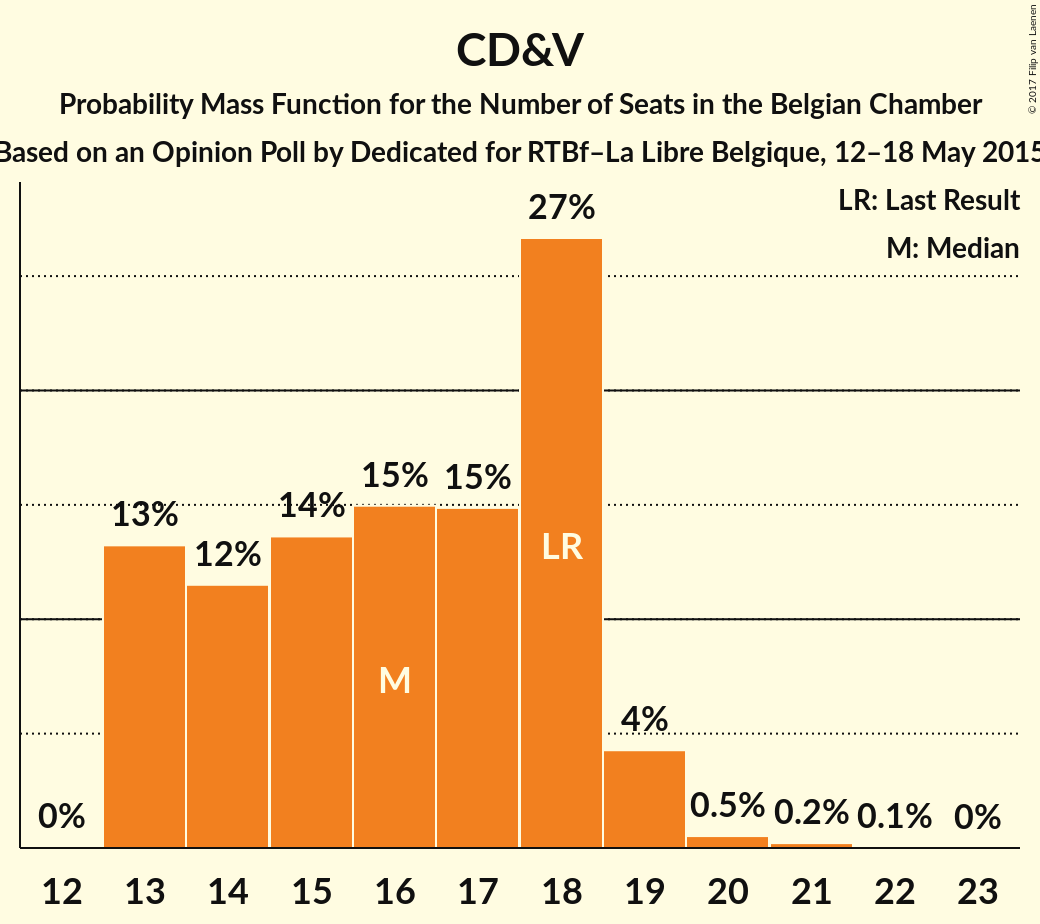 CD&V
Probability Mass Function for the Number of Seats in the Belgian Chamber
Based on an Opinion Poll by Dedicated for RTBf–La Libre Belgique, 12–18 May 2015
© 2017 Filip van Laenen
LR: Last Result
M: Median
0% 13% 12% 14% 15% 15% 27% 4% 0.5% 0.2% 0.1% 0%
LR
M
12 13 14 15 16 17 18 19 20 21 22 23